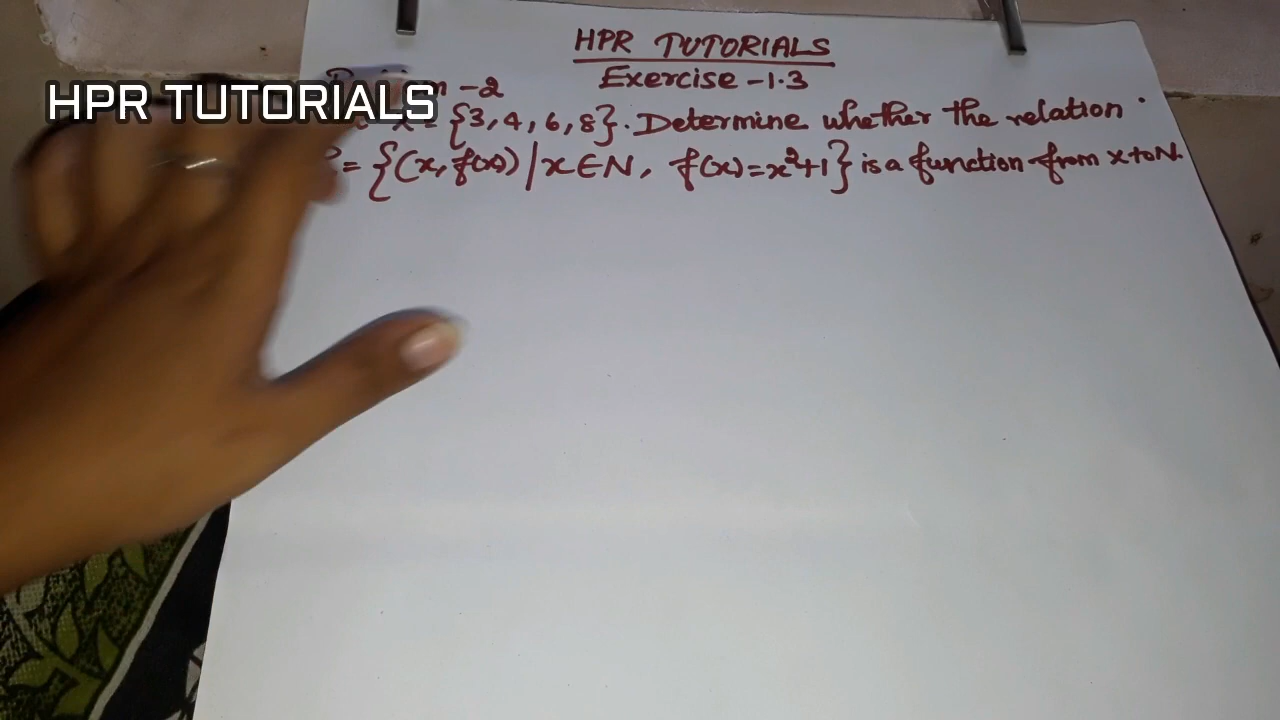 HPR TUTORIALS
Exercise -1.3
-2
HPR TUTORIALS
X = {3, 4, 6, 8}. Determine whether the relation
= {(x, f(x)) | x ∈ N, f(x) = x²+1} is a function from X to N.